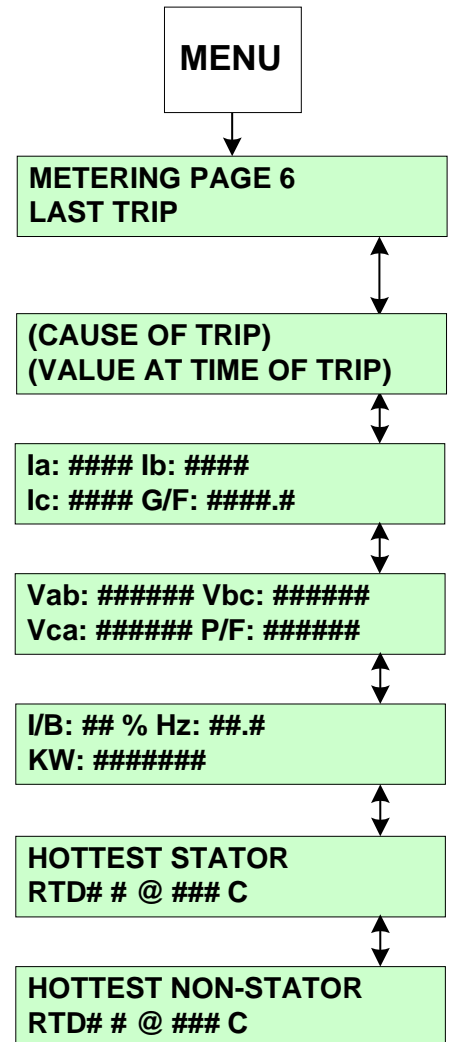 MENU
METERING PAGE 6
LAST TRIP
(CAUSE OF TRIP)
(VALUE AT TIME OF TRIP)
Ia: #### Ib: ####
Ic: #### G/F: ####.#
Vab: ###### Vbc: ######
Vca: ###### P/F: ######
I/B: ## % Hz: ##.#
KW: #######
HOTTEST STATOR
RTD# # @ ### C
HOTTEST NON-STATOR
RTD# # @ ### C